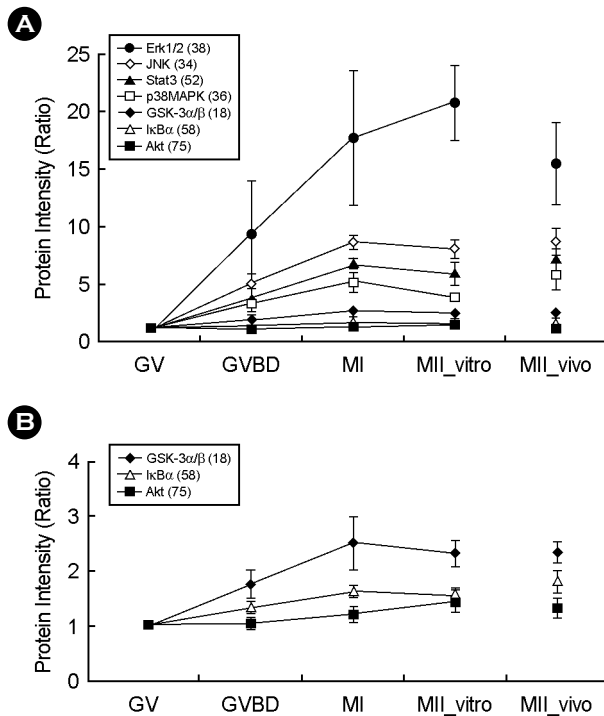 A
Erk1/2 (38)
JNK (34)
Stat3 (52)
p38MAPK (36)
GSK-3α/β (18)
IκBα (58)
Akt (75)
Protein Intensity (Ratio)
25
20
15
10
5
0
GV GVBD MI MII_vitro MII_vivo
B
GSK-3α/β (18)
IκBα (58)
Akt (75)
Protein Intensity (Ratio)
4
3
2
1
0
GV GVBD MI MII_vitro MII_vivo